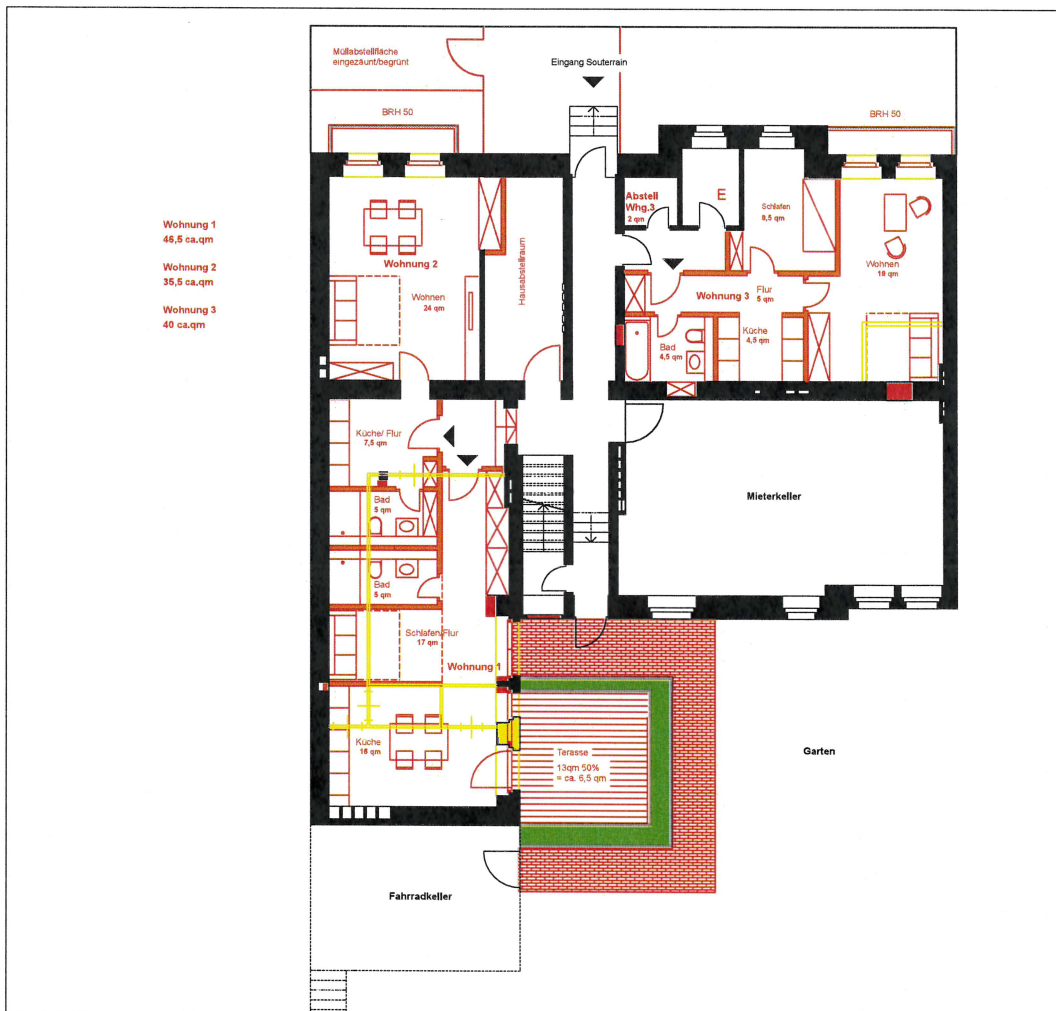 Müllabstellfläche
eingezäunt/begrünt
Eingang Souterrain
BRH 50
BRH 50
Wohnung 1
46,5 ca.qm
Wohnung 2
35,5 ca.qm
Wohnung 3
40 ca.qm
Wohnung 2
Wohnen
24 qm
Hausabstellraum
Abstell
Whg.3
2 qm
E
Schlafen
8,5 qm
Wohnen
18 qm
Wohnung 3
Flur
5 qm
Bad
4,5 qm
Küche
4,5 qm
Küche/ Flur
7,5 qm
Bad
5 qm
Bad
5 qm
Schlafen/Flur
17 qm
Wohnung 1
Küche
16 qm
Mieterkeller
Terasse
13qm 50%
= ca. 6,5 qm
Garten
Fahrradkeller